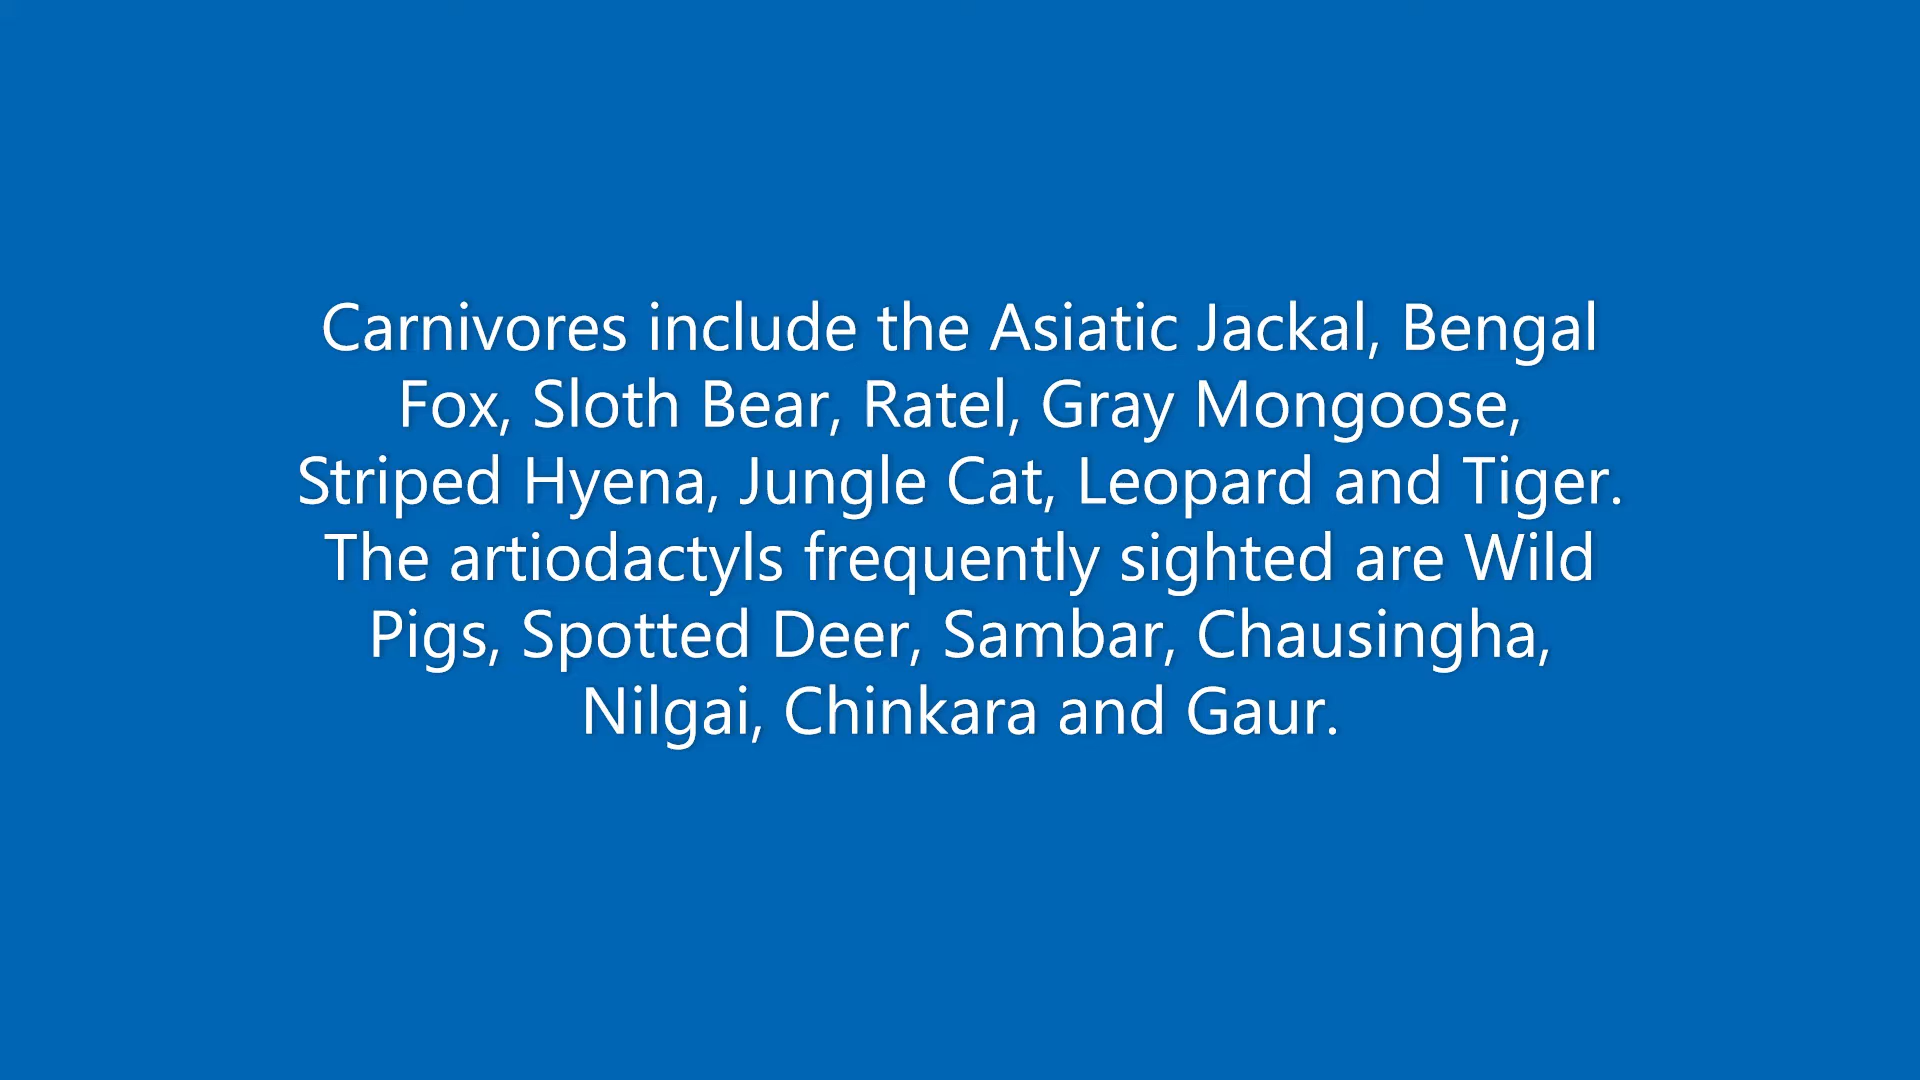 Carnivores include the Asiatic Jackal, Bengal
Fox, Sloth Bear, Ratel, Gray Mongoose,
Striped Hyena, Jungle Cat, Leopard and Tiger.
The artiodactyls frequently sighted are Wild
Pigs, Spotted Deer, Sambar, Chausingha,
Nilgai, Chinkara and Gaur.